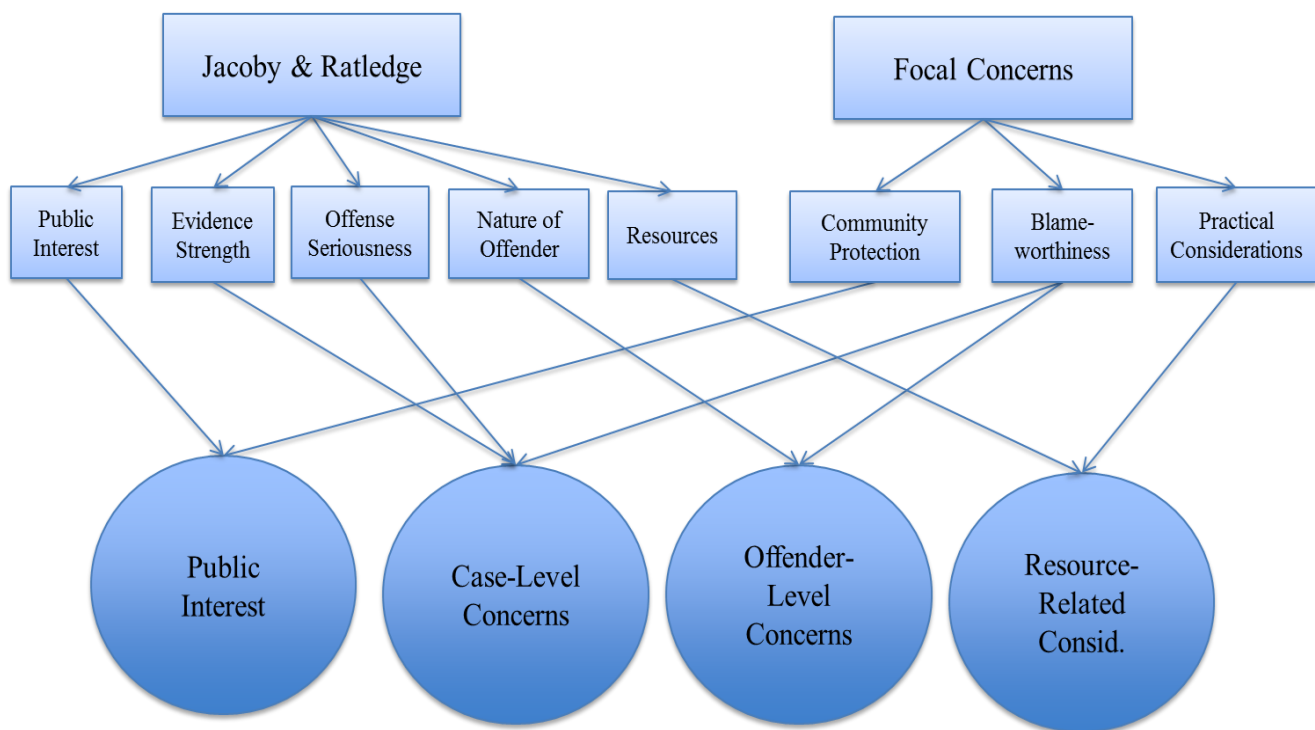 Jacoby & Ratledge
Focal Concerns
Public
Interest
Evidence
Strength
Offense
Seriousness
Nature of
Offender
Resources
Community
Protection
Blame-
worthiness
Practical
Considerations
Public
Interest
Case-Level
Concerns
Offender-
Level
Concerns
Resource-
Related
Consid.